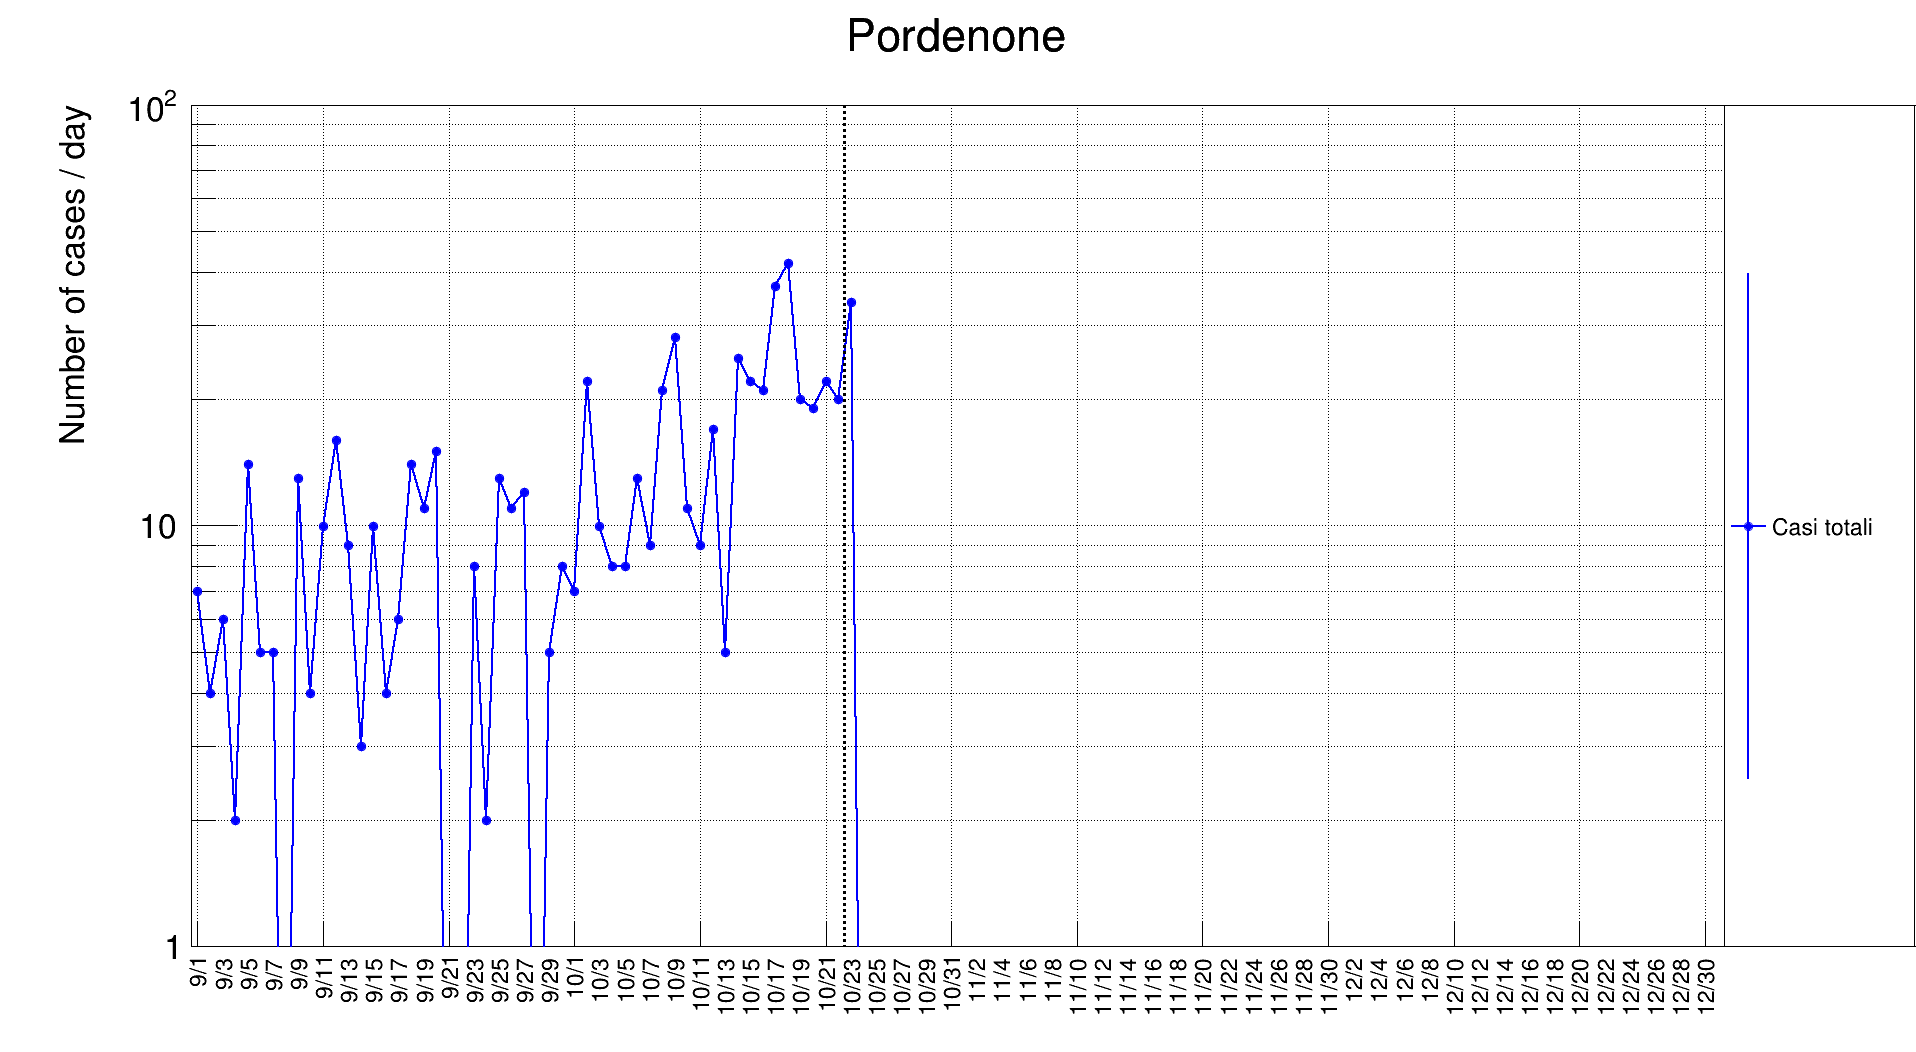 Pordenone
Number of cases / day
10²
10
1
9/1 9/3 9/5 9/7 9/9 9/11 9/13 9/15 9/17 9/19 9/21 9/23 9/25 9/27 9/29 10/1 10/3 10/5 10/7 10/9 10/11 10/13 10/15 10/17 10/19 10/21 10/23 10/25 10/27 10/29 10/31 11/2 11/4 11/6 11/8 11/10 11/12 11/14 11/16 11/18 11/20 11/22 11/24 11/26 11/28 11/30 12/2 12/4 12/6 12/8 12/10 12/12 12/14 12/16 12/18 12/20 12/22 12/24 12/26 12/28 12/30
Casi totali